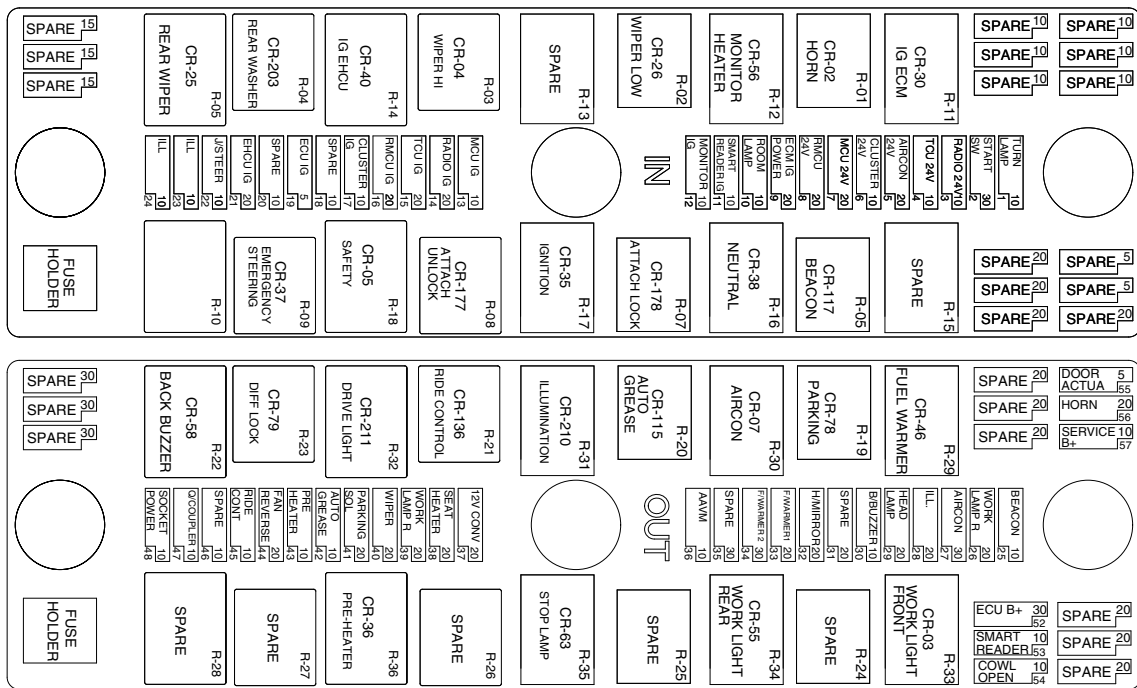 SPARE 15
SPARE 15
SPARE 15
CR-25
REAR WIPER
R-05
CR-203
REAR WASHER
R-04
CR-40
IG EHCU
R-14
CR-04
WIPER HI
R-03
SPARE
R-13
CR-26
WIPER LOW
R-02
CR-56
MONITOR
HEATER
R-12
CR-02
HORN
R-01
CR-30
IG ECM
R-11
SPARE 10
SPARE 10
SPARE 10
SPARE 10
SPARE 10
SPARE 10
ILL 10 24
ILL 10 23
J/STEER 10 22
EHCU IG 20 21
SPARE 10 20
ECU IG 5 19
SPARE 10 18
CLUSTER
IG 10 17
RMCU IG 20 16
TCU IG 20 15
RADIO IG 20 14
MCU IG 10 13
IN
MONITOR
IG 10 12
SMART
READER IG 10 11
ROOM
LAMP 10 10
ECM IG
POWER 20 9
RMCU
24V 20 8
MCU 24V 20 7
CLUSTER
24V 10 6
AIRCON
24V 20 5
TCU 24V 10 4
RADIO 24V 10 3
START
SW 30 2
TURN
LAMP 10 1
FUSE
HOLDER
R-10
CR-37
EMERGENCY
STEERING
R-09
CR-05
SAFETY
R-18
CR-177
ATTACH
UNLOCK
R-08
CR-35
IGNITION
R-17
CR-178
ATTACH LOCK
R-07
CR-38
NEUTRAL
R-16
CR-117
BEACON
R-05
SPARE
R-15
SPARE 20
SPARE 5
SPARE 20
SPARE 5
SPARE 20
SPARE 20
SPARE 30
SPARE 30
SPARE 30
CR-58
BACK BUZZER
R-22
CR-79
DIFF LOCK
R-23
CR-211
DRIVE LIGHT
R-32
CR-136
RIDE CONTROL
R-21
CR-210
ILLUMINATION
R-31
CR-115
AUTO
GREASE
R-20
CR-07
AIRCON
R-30
CR-78
PARKING
R-19
CR-46
FUEL WARMER
R-29
SPARE 20
DOOR
ACTUA 5 55
SPARE 20
HORN 20 56
SPARE 20
SERVICE
B+ 10 57
SOCKET
POWER 10 48
Q/COUPLER 10 47
SPARE 10 46
RIDE
CONT 10 45
FAN
REVERSE 20 44
PRE
HEATER 10 43
AUTO
GREASE 10 42
PARKING
SOL 20 41
WIPER 20 40
WORK
LAMP R 20 39
SEAT
HEATER 20 38
12V CONV 20 37
OUT
AAVM 10 36
SPARE 30 35
F/WARMER 2 30 34
F/WARMER1 20 33
H/MIRROR 20 32
SPARE 20 31
B/BUZZER 10 30
HEAD
LAMP 20 29
ILL. 20 28
AIRCON 30 27
WORK
LAMP R 20 26
BEACON 10 25
FUSE
HOLDER
SPARE
R-28
SPARE
R-27
CR-36
PRE-HEATER
R-36
SPARE
R-26
CR-63
STOP LAMP
R-35
SPARE
R-25
CR-55
WORK LIGHT
REAR
R-34
SPARE
R-24
CR-03
WORK LIGHT
FRONT
R-33
ECU B+ 30 52
SPARE 20
SMART
READER 10 53
SPARE 20
COWL
OPEN 10 54
SPARE 20